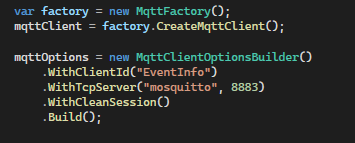 var factory = new MqttFactory();
mqttClient = factory.CreateMqttClient();
mqttOptions = new MqttClientOptionsBuilder()
.WithClientId("EventInfo")
.WithTcpServer("mosquitto", 8883)
.WithCleanSession()
.Build();